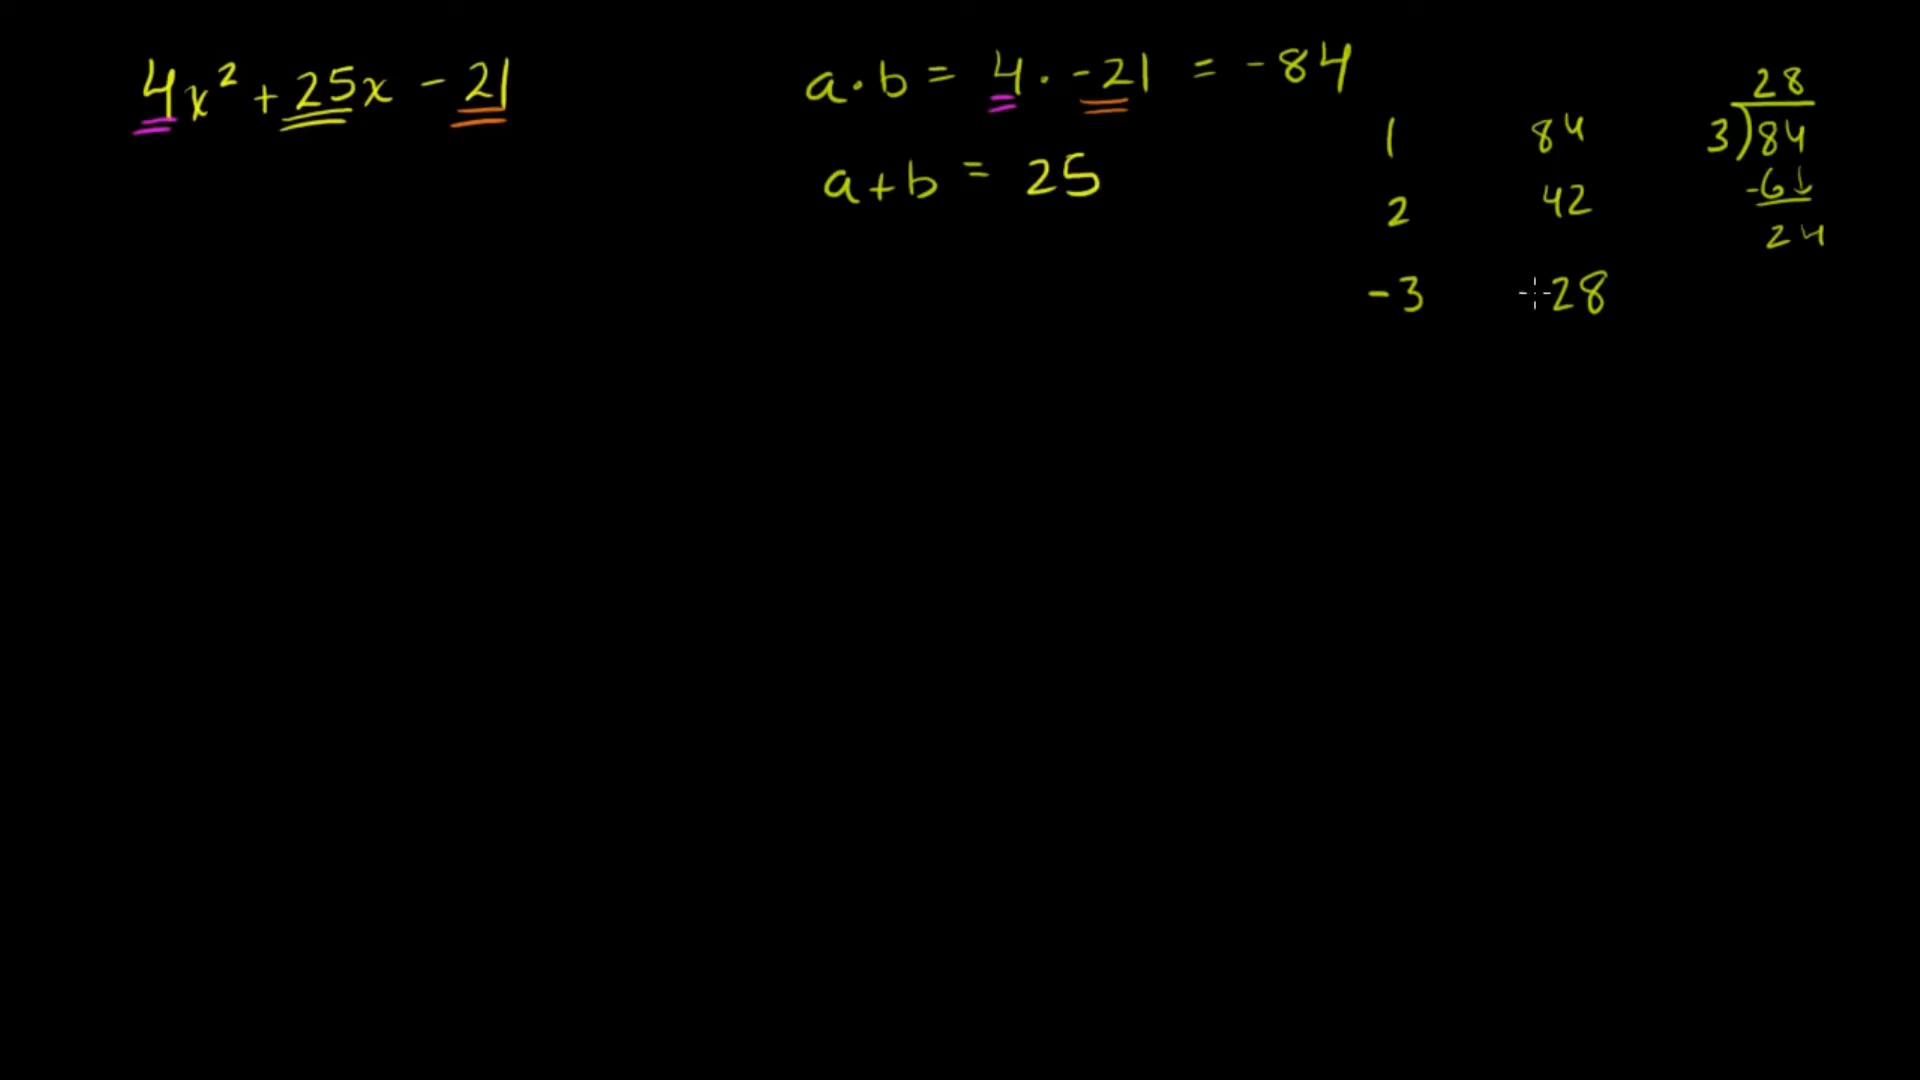 4x² + 25x - 21
a·b = 4 · -21 = -84
a+b = 25
1 84
2 42
-3 28
28
3)84
-6↓
24